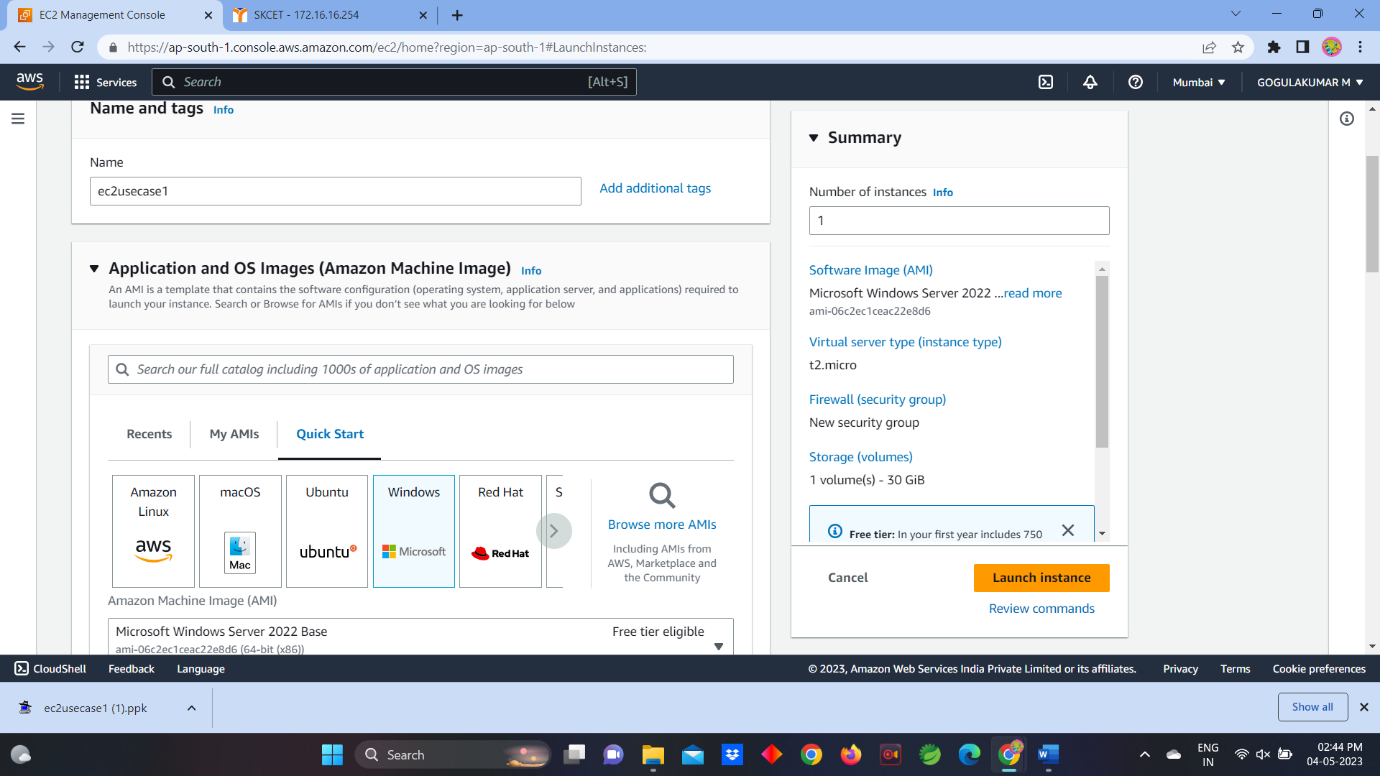 EC2 Management Console
SKCET - 172.16.16.254
https://ap-south-1.console.aws.amazon.com/ec2/home?region=ap-south-1#LaunchInstances:
aws
Services
Search
[Alt+S]
Mumbai
GOGULAKUMAR M
Name and tags Info
Name
ec2usecase1
Add additional tags
Application and OS Images (Amazon Machine Image) Info
An AMI is a template that contains the software configuration (operating system, application server, and applications) required to
launch your instance. Search or Browse for AMIs if you don't see what you are looking for below
Search our full catalog including 1000s of application and OS images
Recents
My AMIs
Quick Start
Amazon
Linux
aws
macOS
Mac
Ubuntu
ubuntu
Windows
Microsoft
Red Hat
Red Hat
S
Browse more AMIs
Including AMIs from
AWS, Marketplace and
the Community
Amazon Machine Image (AMI)
Microsoft Windows Server 2022 Base
Free tier eligible
ami-06c2ec1ceac22e8d6 (64-bit (x86))
Summary
Number of instances Info
1
Software Image (AMI)
Microsoft Windows Server 2022 ...read more
ami-06c2ec1ceac22e8d6
Virtual server type (instance type)
t2.micro
Firewall (security group)
New security group
Storage (volumes)
1 volume(s) - 30 GiB
Free tier: In your first year includes 750
Cancel
Launch instance
Review commands
CloudShell
Feedback
Language
© 2023, Amazon Web Services India Private Limited or its affiliates.
Privacy
Terms
Cookie preferences
ec2usecase1 (1).ppk
Show all
Search
ENG
IN
02:44 PM
04-05-2023